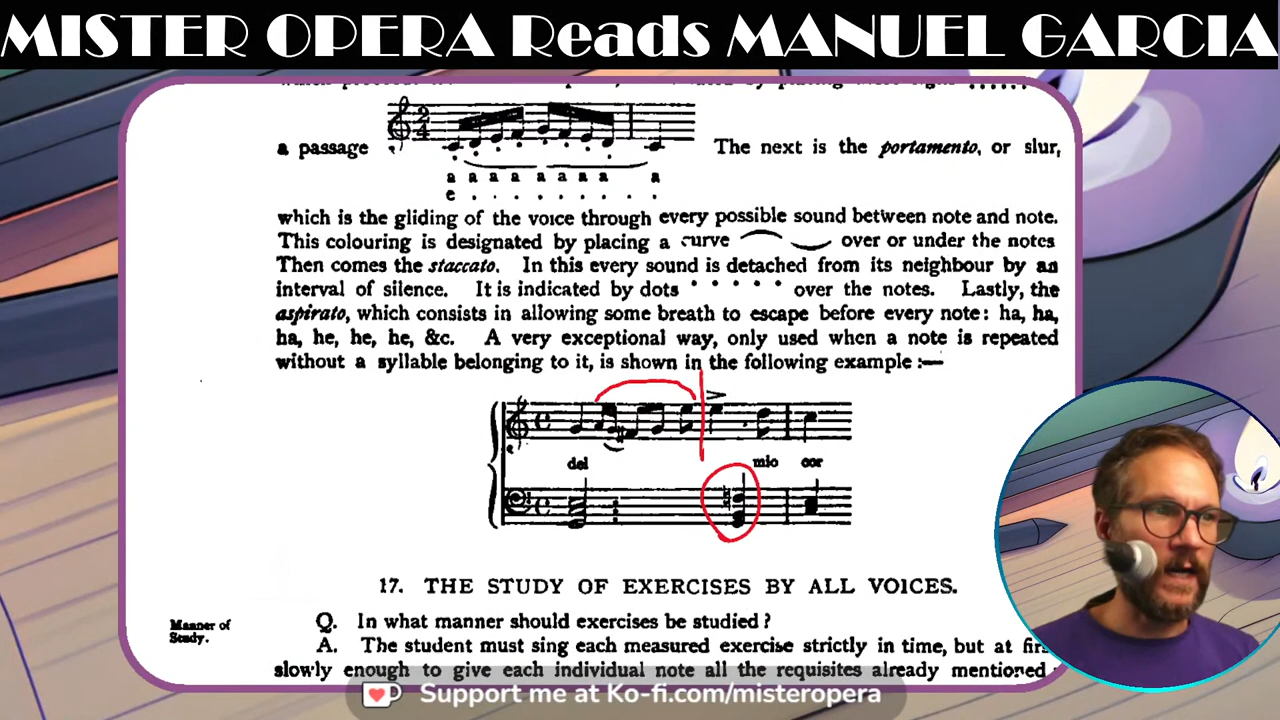 MISTER OPERA Reads MANUEL GARCIA
a passage
2
4
The next is the portamento, or slur,
a a a a a a a a
e . . . . . . . .
which is the gliding of the voice through every possible sound between note and note.
This colouring is designated by placing a curve over or under the notes
Then comes the staccato. In this every sound is detached from its neighbour by an
interval of silence. It is indicated by dots · · · · · · over the notes. Lastly, the
aspirato, which consists in allowing some breath to escape before every note: ha, ha,
ha, he, he, he, &c. A very exceptional way, only used when a note is repeated
without a syllable belonging to it, is shown in the following example :—
del mio cor
17. THE STUDY OF EXERCISES BY ALL VOICES.
Manner of
Study.
Q. In what manner should exercises be studied?
A. The student must sing each measured exercise strictly in time, but at
slowly enough to give each individual note all the requisites already mentioned
Support me at Ko-fi.com/misteropera